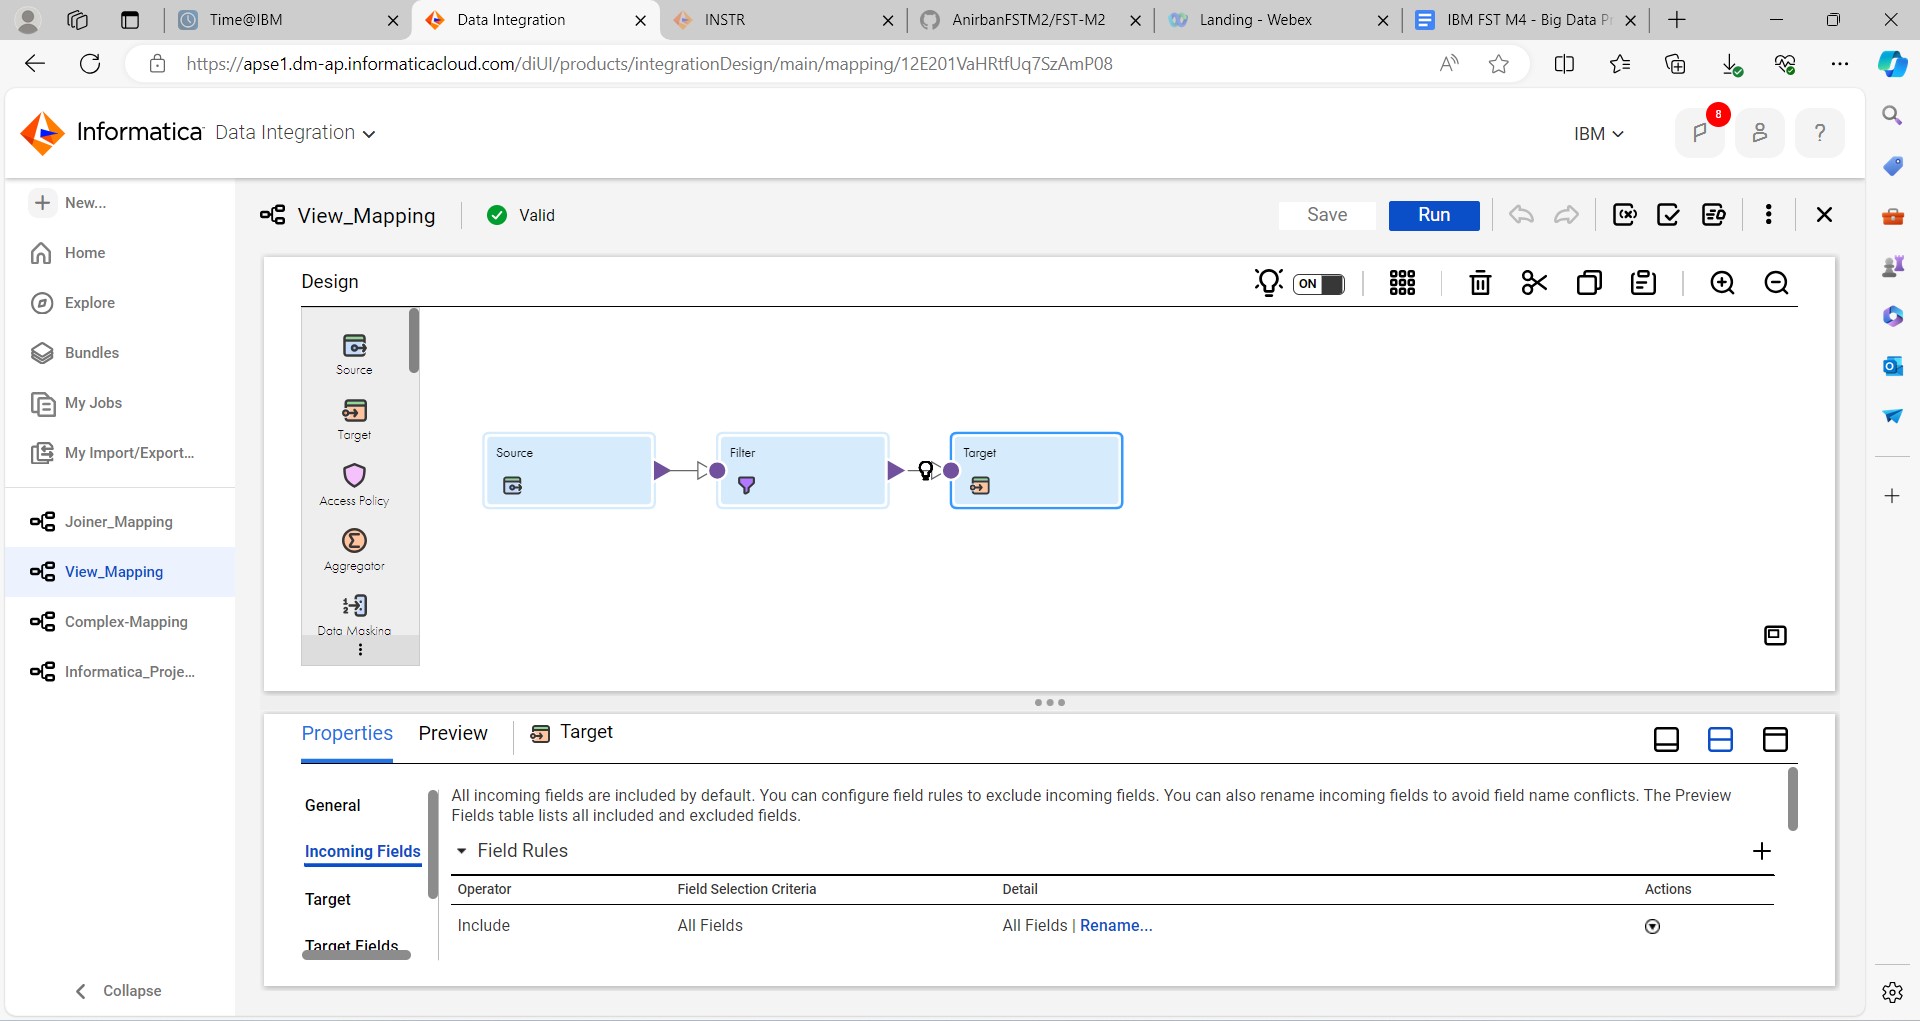 Time@IBM
Data Integration
INSTR
AnirbanFSTM2/FST-M2
Landing - Webex
IBM FST M4 - Big Data P
https://apse1.dm-ap.informaticacloud.com/diUI/products/integrationDesign/main/mapping/12E201VaHRtfUq7SzAmP08
Informatica Data Integration
IBM
8
?
New...
Home
Explore
Bundles
My Jobs
My Import/Export...
Joiner_Mapping
View_Mapping
Complex-Mapping
Informatica_Proje...
Collapse
View_Mapping
Valid
Save
Run
Design
ON
Source
Target
Access Policy
Aggregator
Data Masking
Source
Filter
Target
Properties
Preview
Target
General
Incoming Fields
Target
Target Fields
All incoming fields are included by default. You can configure field rules to exclude incoming fields. You can also rename incoming fields to avoid field name conflicts. The Preview
Fields table lists all included and excluded fields.
Field Rules
Operator Field Selection Criteria Detail Actions
Include All Fields All Fields | Rename...